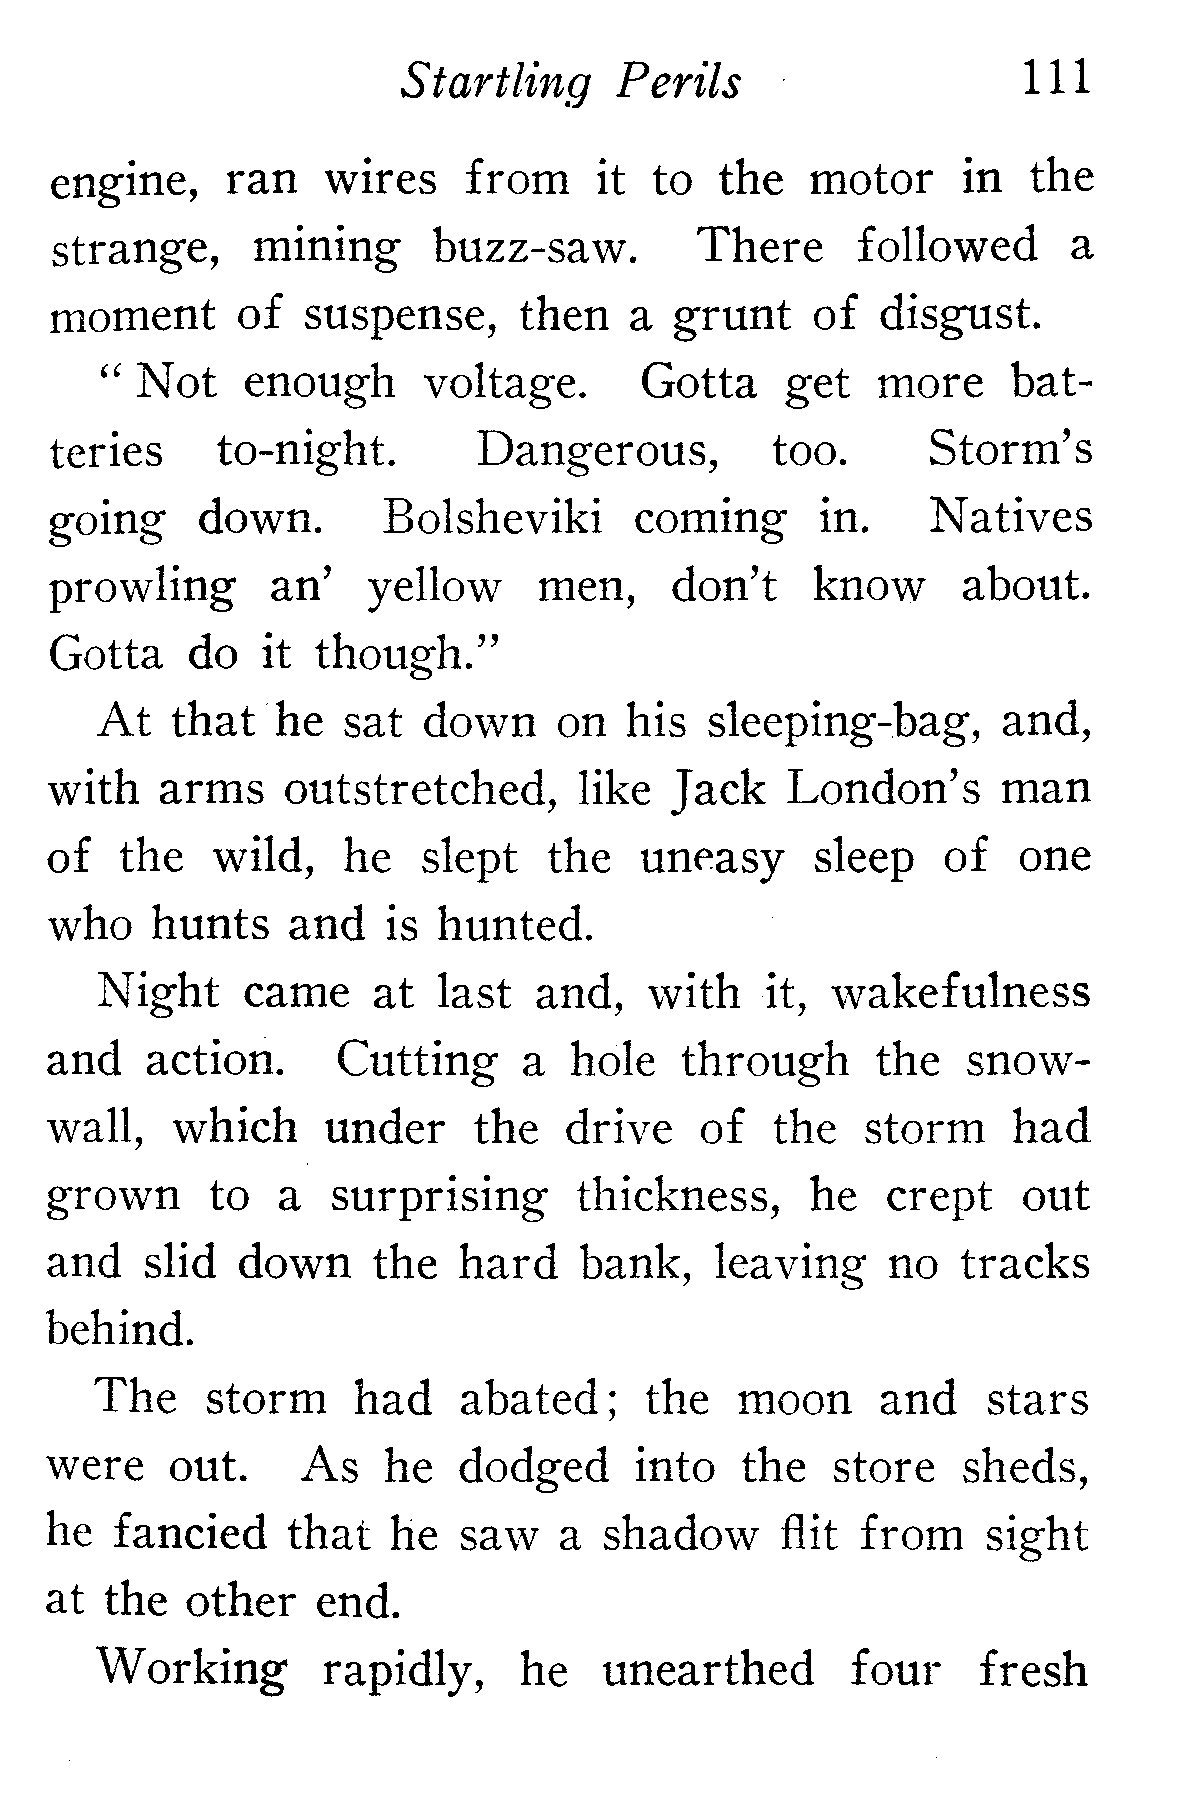 Startling Perils 111
engine, ran wires from it to the motor in the
strange, mining buzz-saw. There followed a
moment of suspense, then a grunt of disgust.
“ Not enough voltage. Gotta get more bat-
teries to-night. Dangerous, too. Storm’s
going down. Bolsheviki coming in. Natives
prowling an’ yellow men, don’t know about.
Gotta do it though.”
At that he sat down on his sleeping-bag, and,
with arms outstretched, like Jack London’s man
of the wild, he slept the uneasy sleep of one
who hunts and is hunted.
Night came at last and, with it, wakefulness
and action. Cutting a hole through the snow-
wall, which under the drive of the storm had
grown to a surprising thickness, he crept out
and slid down the hard bank, leaving no tracks
behind.
The storm had abated; the moon and stars
were out. As he dodged into the store sheds,
he fancied that he saw a shadow flit from sight
at the other end.
Working rapidly, he unearthed four fresh